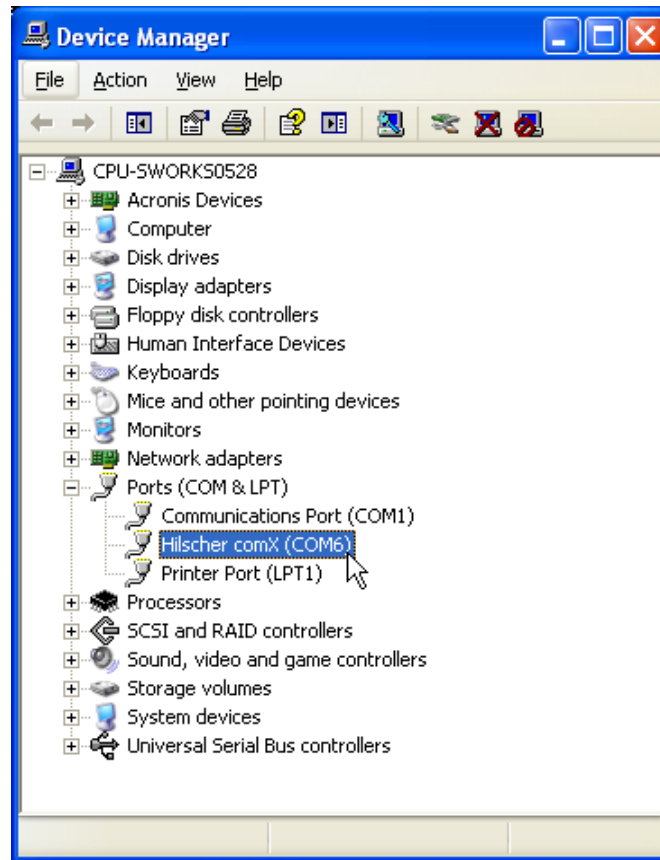 Device Manager
File Action View Help
CPU-SWORKS0528
Acronis Devices
Computer
Disk drives
Display adapters
Floppy disk controllers
Human Interface Devices
Keyboards
Mice and other pointing devices
Monitors
Network adapters
Ports (COM & LPT)
Communications Port (COM1)
Hilscher comX (COM6)
Printer Port (LPT1)
Processors
SCSI and RAID controllers
Sound, video and game controllers
Storage volumes
System devices
Universal Serial Bus controllers